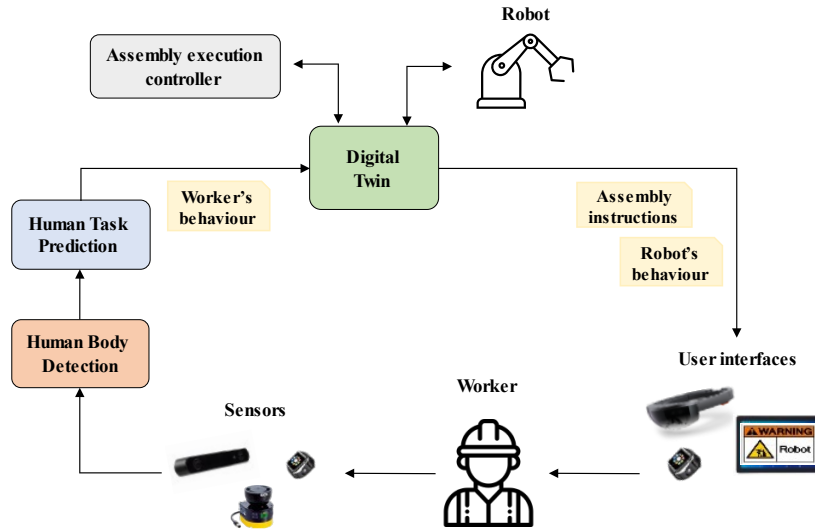 Robot
Assembly execution
controller
Digital
Twin
Worker's
behaviour
Assembly
instructions
Human Task
Prediction
Robot's
behaviour
Human Body
Detection
User interfaces
Worker
Sensors
WARNING
Robot